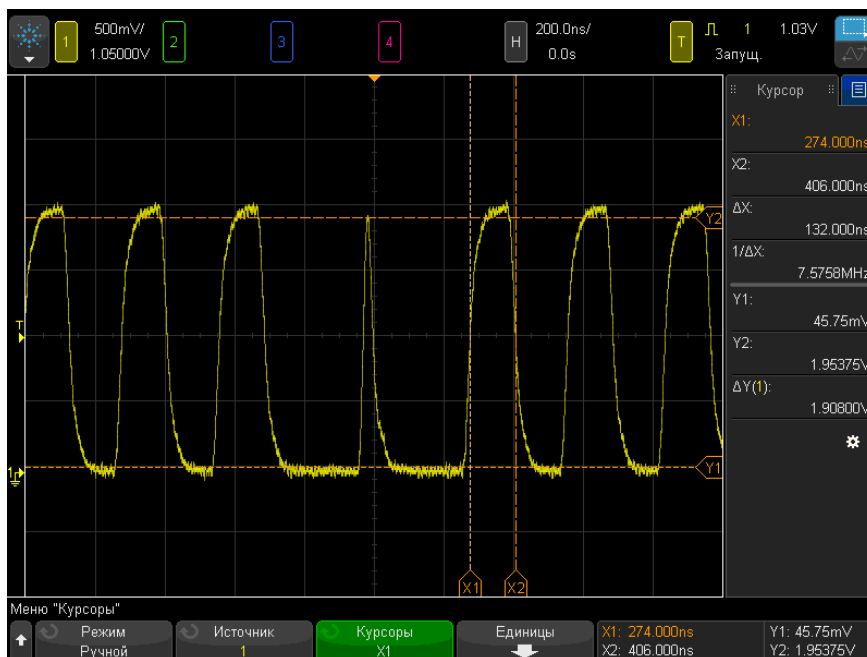 1 500mV/ 1.05000V
2
3
4
H 200.0ns/ 0.0s
T 1 1.03V
Запущ.
Курсор
X1:
274.000ns
X2:
406.000ns
ΔX:
132.000ns
1/ΔX:
7.5758MHz
Y1:
45.75mV
Y2:
1.95375V
ΔY(1):
1.90800V
Y2
T
1
Y1
X1 X2
Меню "Курсоры"
Режим Источник Курсоры Единицы X1: 274.000ns Y1: 45.75mV
Ручной 1 X1 X2: 406.000ns Y2: 1.95375V